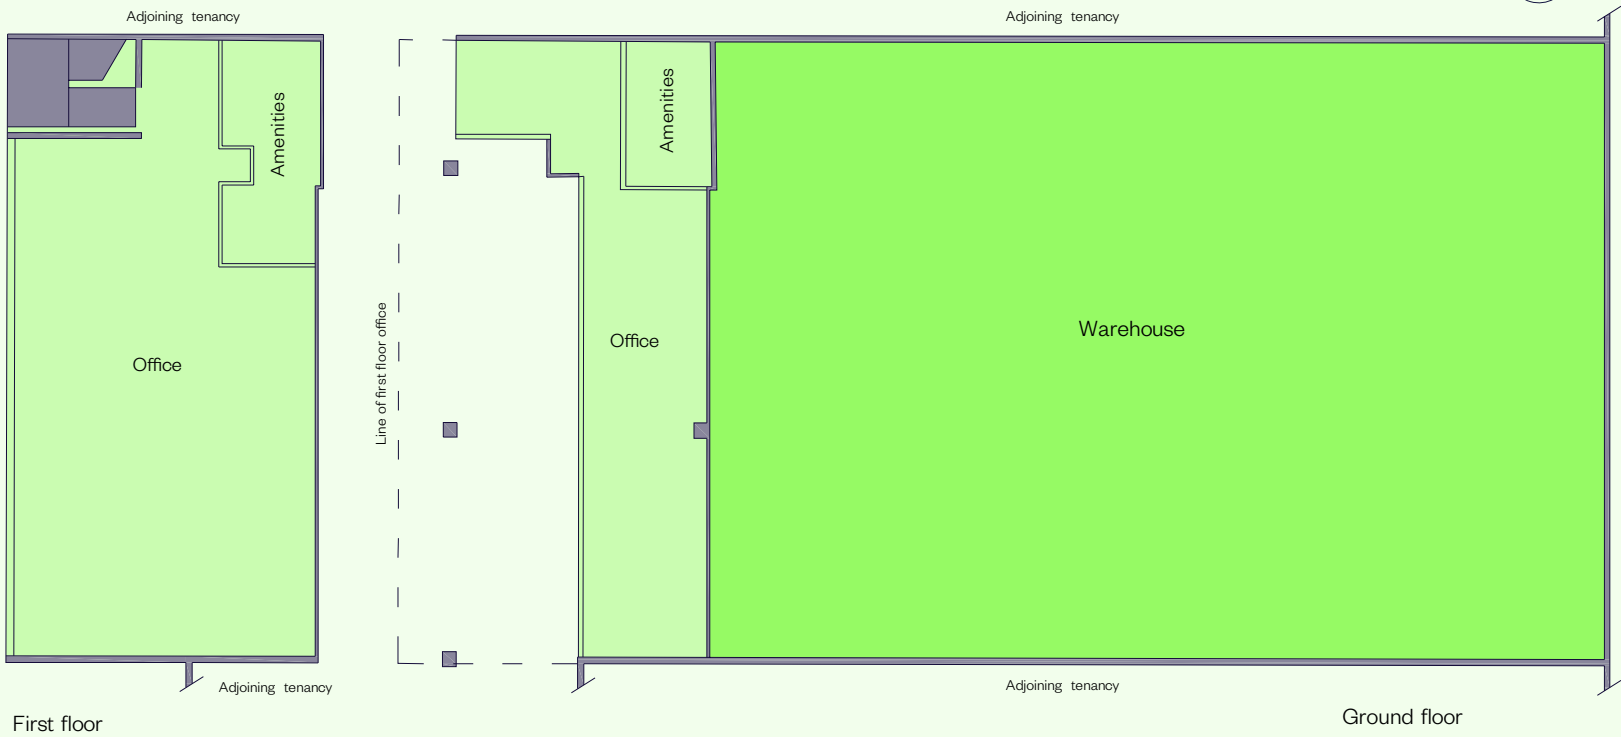 Adjoining tenancy
Adjoining tenancy
Amenities
Amenities
Office
Line of first floor office
Office
Warehouse
Adjoining tenancy
Adjoining tenancy
First floor
Ground floor